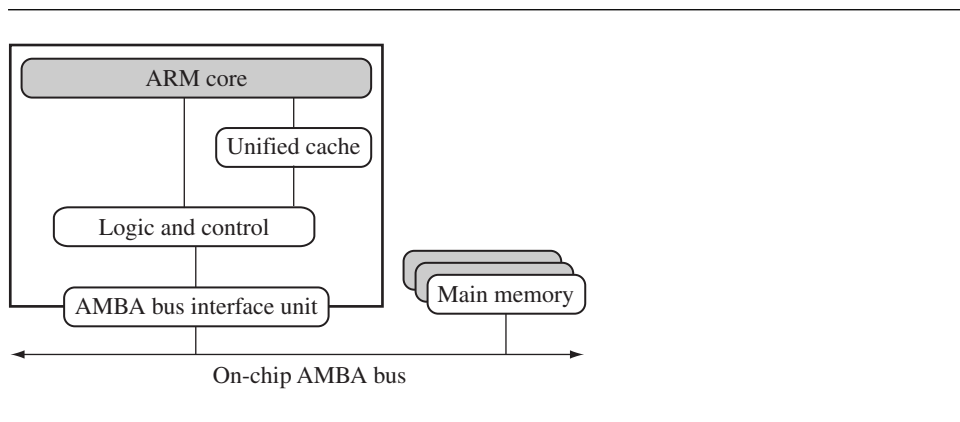 ARM core
Unified cache
Logic and control
AMBA bus interface unit
Main memory
On-chip AMBA bus